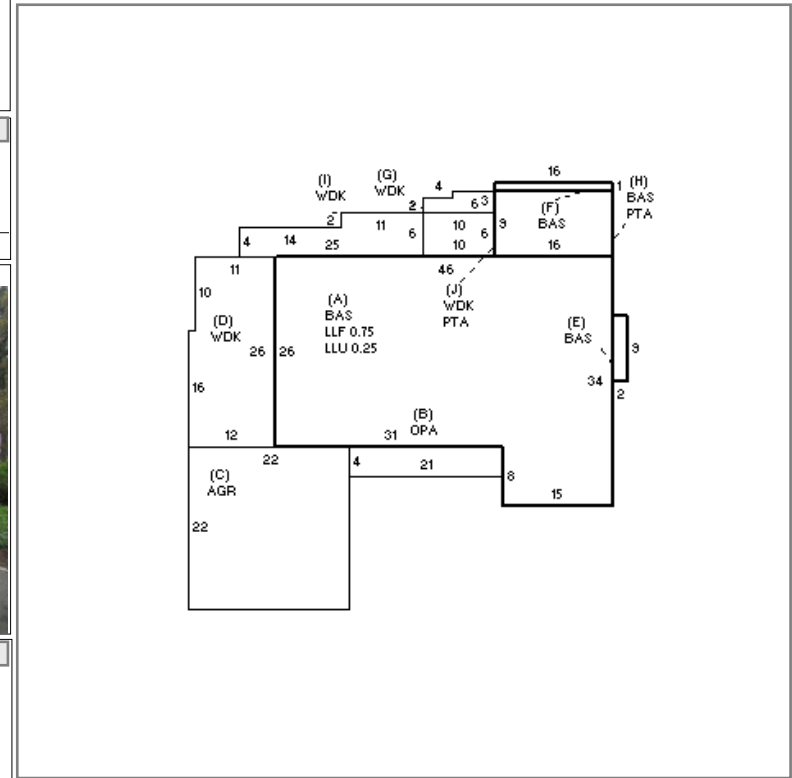 16
(I)
WDK
(G)
WDK
4
1
(H)
BAS
PTA
2
6
3
(F)
BAS
2
11
10
9
4
14
25
6
10
6
16
11
46
10
(J)
WDK
PTA
(A)
BAS
LLF 0.75
LLU 0.25
(D)
WDK
(E)
BAS
26
26
9
16
34
2
(B)
OPA
12
31
22
4
21
8
(C)
AGR
15
22